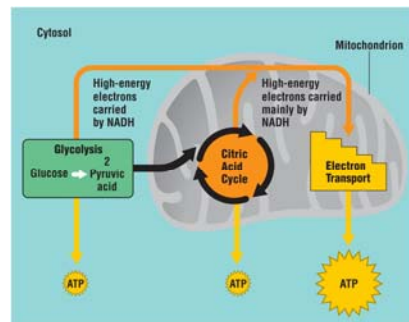 Cytosol
Mitochondrion
High-energy
electrons
carried
by NADH
High-energy
electrons carried
mainly by
NADH
Glycolysis
2
Glucose Pyruvic
acid
Citric
Acid
Cycle
Electron
Transport
ATP
ATP
ATP